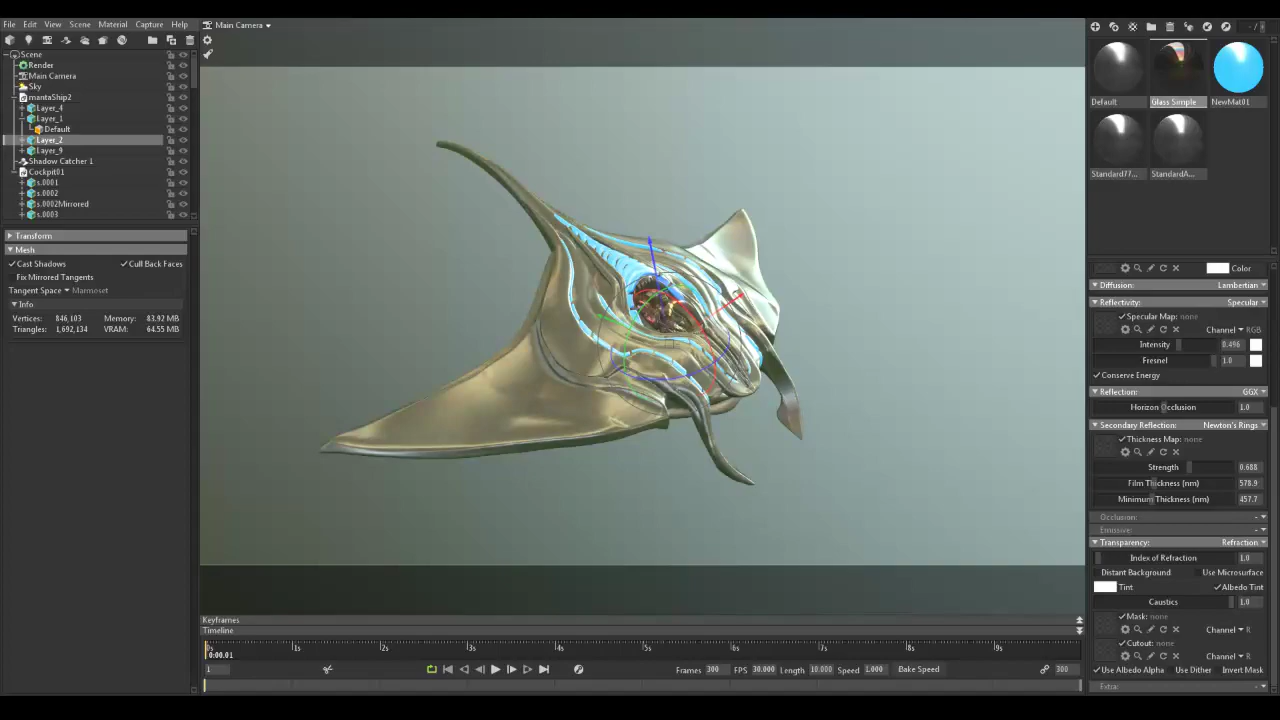 File Edit View Scene Material Capture Help
Main Camera
Scene
Render
Main Camera
Sky
mantaShip2
Layer_4
Layer_1
Default
Layer_2
Layer_9
Shadow Catcher 1
Cockpit01
s.0001
s.0002
s.0002Mirrored
s.0003
Transform
Mesh
Cast Shadows Cull Back Faces
Fix Mirrored Tangents
Tangent Space Marmoset
Info
Vertices: 846,103 Memory: 83.92 MB
Triangles: 1,692,134 VRAM: 64.55 MB
Keyframes
Timeline
0s 1s 2s 3s 4s 5s 6s 7s 8s 9s
0:00.01
1 Frames 300 FPS 30.000 Length 10.000 Speed 1.000 Bake Speed 300
- /
Default Glass Simple NewMat01
Standard77... StandardA...
Color
Diffusion: Lambertian
Reflectivity: Specular
Specular Map: none
Channel RGB
Intensity 0.496
Fresnel 1.0
Conserve Energy
Reflection: GGX
Horizon Occlusion 1.0
Secondary Reflection: Newton's Rings
Thickness Map: none
Strength 0.688
Film Thickness (nm) 578.9
Minimum Thickness (nm) 457.7
Occlusion: -
Emissive: -
Transparency: Refraction
Index of Refraction 1.0
Distant Background Use Microsurface
Tint Albedo Tint
Caustics 1.0
Mask: none
Channel R
Cutout: none
Channel R
Use Albedo Alpha Use Dither Invert Mask
Extra: -